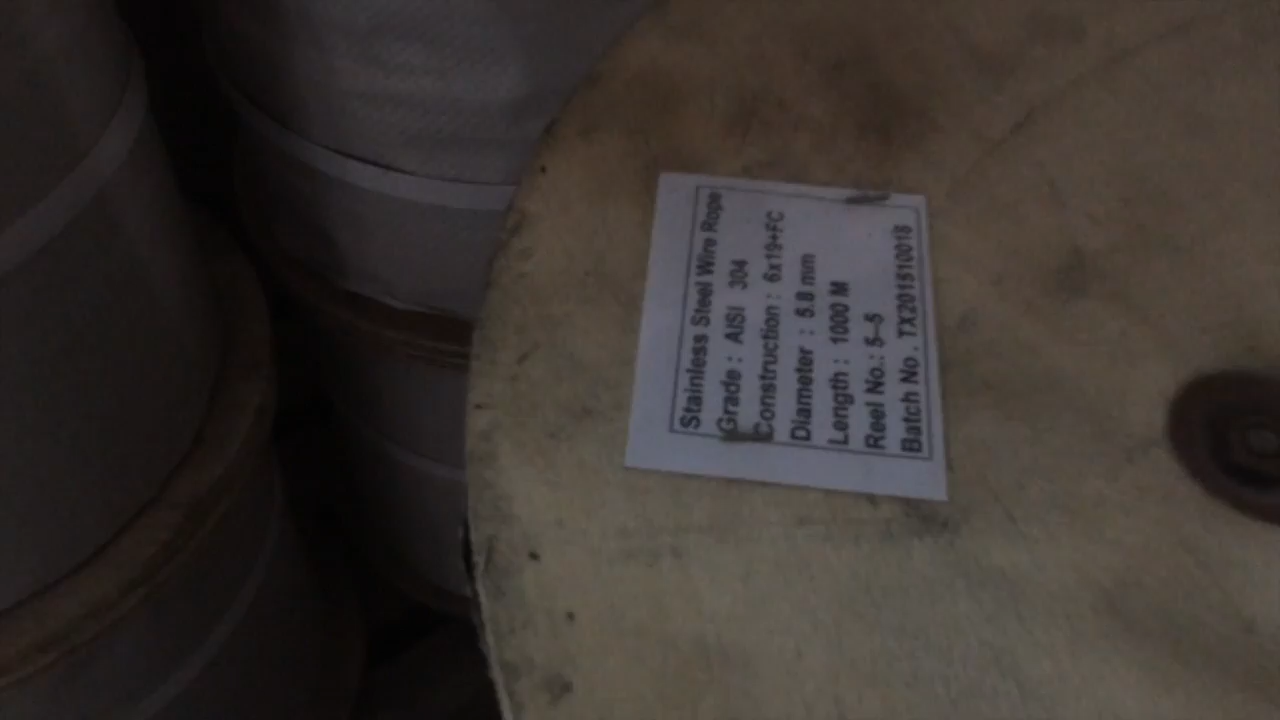 Stainless Steel Wire Rope
Grade : AISI 304
Construction : 6x19+FC
Diameter : 5.8 mm
Length : 1000 M
Reel No.: 5-5
Batch No . TX201510018